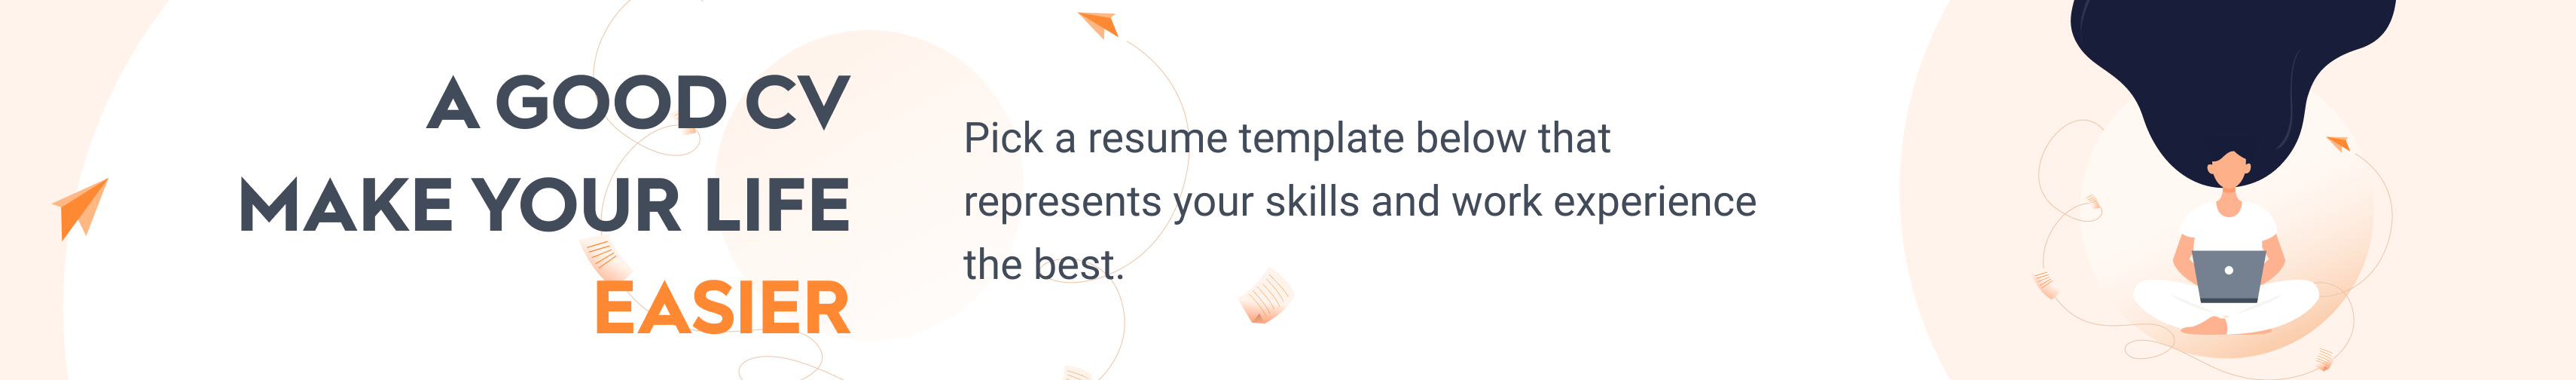 A GOOD CV
MAKE YOUR LIFE
EASIER
Pick a resume template below that
represents your skills and work experience
the best.